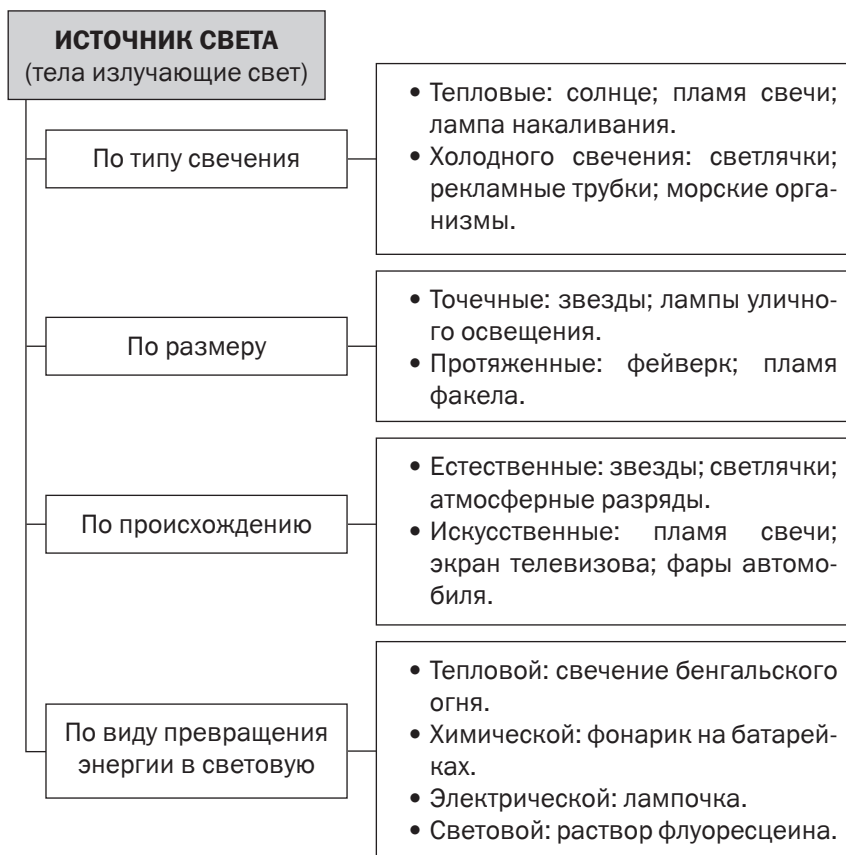 ИСТОЧНИК СВЕТА
(тела излучающие свет)
По типу свечения
• Тепловые: солнце; пламя свечи;
лампа накаливания.
• Холодного свечения: светлячки;
рекламные трубки; морские орга-
низмы.
По размеру
• Точечные: звезды; лампы улично-
го освещения.
• Протяженные: фейверк; пламя
факела.
По происхождению
• Естественные: звезды; светлячки;
атмосферные разряды.
• Искусственные: пламя свечи;
экран телевизова; фары автомо-
биля.
По виду превращения
энергии в световую
• Тепловой: свечение бенгальского
огня.
• Химической: фонарик на батарей-
ках.
• Электрической: лампочка.
• Световой: раствор флуоресцеина.